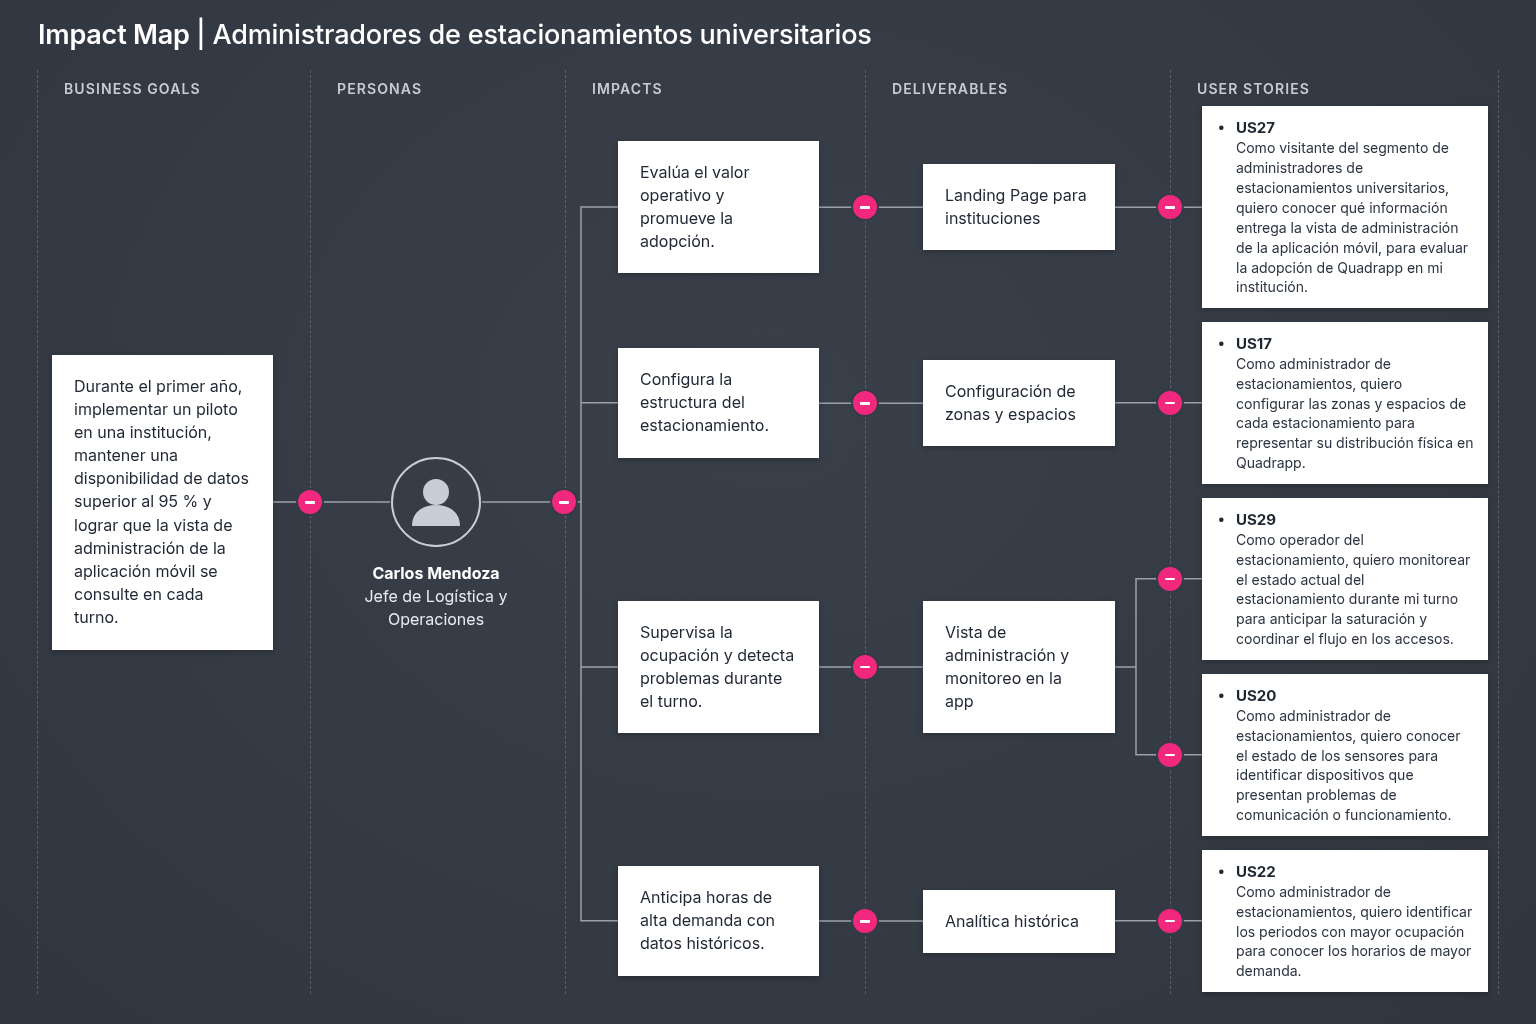 Impact Map | Administradores de estacionamientos universitarios
BUSINESS GOALS
PERSONAS
IMPACTS
DELIVERABLES
USER STORIES
Durante el primer año,
implementar un piloto
en una institución,
mantener una
disponibilidad de datos
superior al 95 % y
lograr que la vista de
administración de la
aplicación móvil se
consulte en cada
turno.
Carlos Mendoza
Jefe de Logística y
Operaciones
Evalúa el valor
operativo y
promueve la
adopción.
Landing Page para
instituciones
• US27
Como visitante del segmento de
administradores de
estacionamientos universitarios,
quiero conocer qué información
entrega la vista de administración
de la aplicación móvil, para evaluar
la adopción de Quadrapp en mi
institución.
Configura la
estructura del
estacionamiento.
Configuración de
zonas y espacios
• US17
Como administrador de
estacionamientos, quiero
configurar las zonas y espacios de
cada estacionamiento para
representar su distribución física en
Quadrapp.
Supervisa la
ocupación y detecta
problemas durante
el turno.
Vista de
administración y
monitoreo en la
app
• US29
Como operador del
estacionamiento, quiero monitorear
el estado actual del
estacionamiento durante mi turno
para anticipar la saturación y
coordinar el flujo en los accesos.
• US20
Como administrador de
estacionamientos, quiero conocer
el estado de los sensores para
identificar dispositivos que
presentan problemas de
comunicación o funcionamiento.
Anticipa horas de
alta demanda con
datos históricos.
Analítica histórica
• US22
Como administrador de
estacionamientos, quiero identificar
los periodos con mayor ocupación
para conocer los horarios de mayor
demanda.